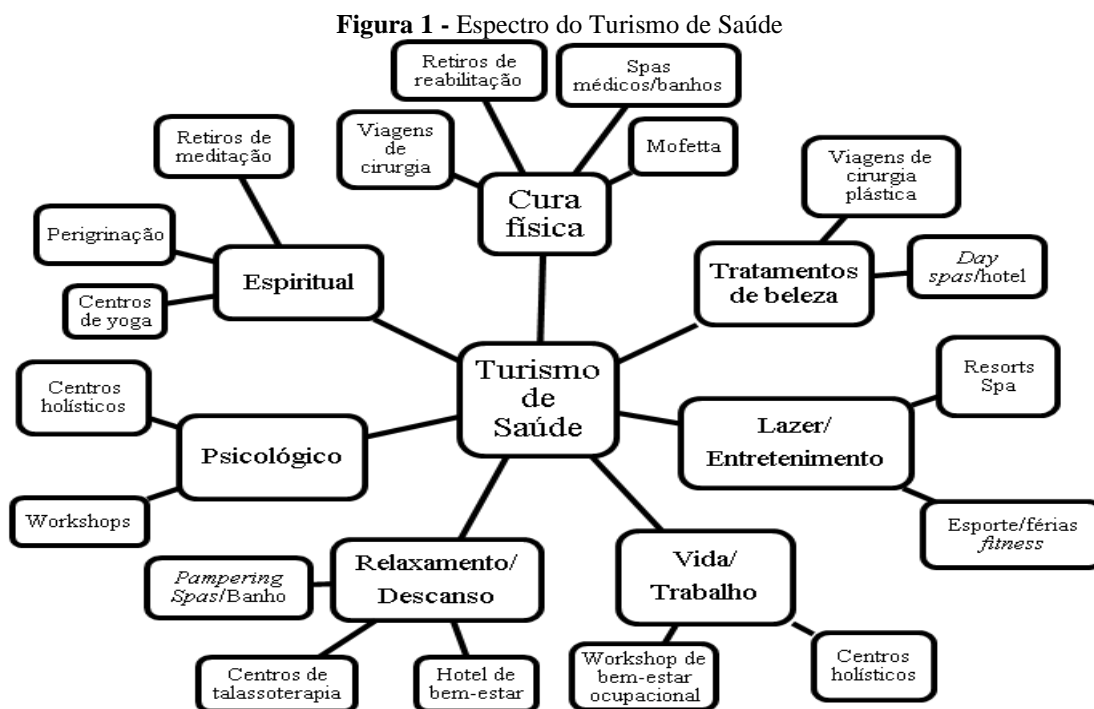 Figura 1 - Espectro do Turismo de Saúde
Retiros de
reabilitação
Spas
médicos/banhos
Viagens
de
cirurgia
Mofetta
Cura
física
Retiros de
meditação
Perigrinação
Centros
de yoga
Espiritual
Viagens de
cirurgia
plástica
Day
spas/hotel
Tratamentos
de beleza
Turismo
de
Saúde
Centros
holísticos
Workshops
Psicológico
Resorts
Spa
Lazer/
Entretenimento
Esporte/férias
fitness
Relaxamento/
Descanso
Pampering
Spas/Banho
Centros de
talassoterapia
Hotel de
bem-estar
Vida/
Trabalho
Workshop de
bem-estar
ocupacional
Centros
holísticos